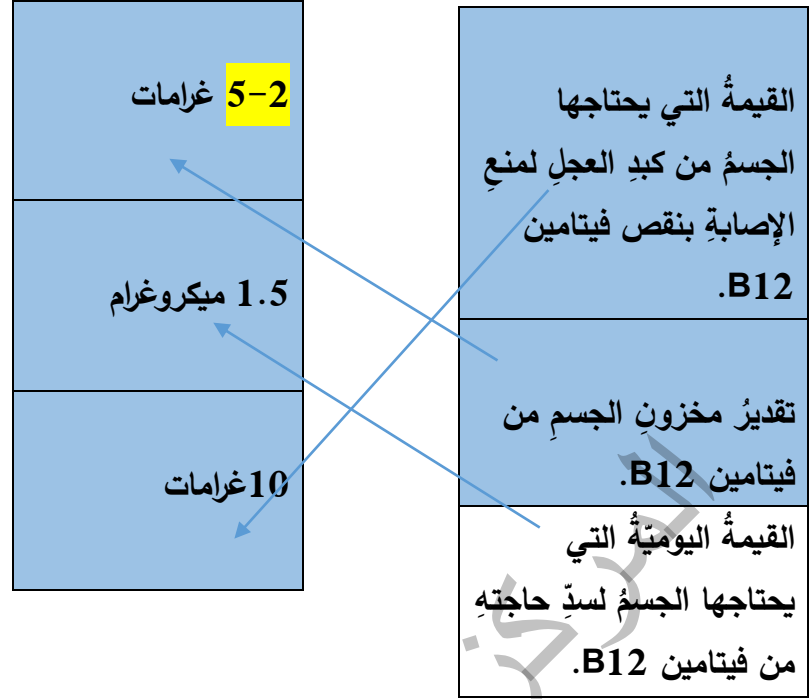 القيمةُ التي يحتاجها
الجسمُ من كبدِ العجلِ لمنعِ
الإصابةِ بنقص فيتامين
B12.
تقديرُ مخزونِ الجسمِ من
فيتامين B12.
القيمةُ اليوميّةُ التي
يحتاجها الجسمُ لسدِّ حاجتهِ
من فيتامين B12.
2-5 غرامات
1.5 ميكروغرام
10غرامات